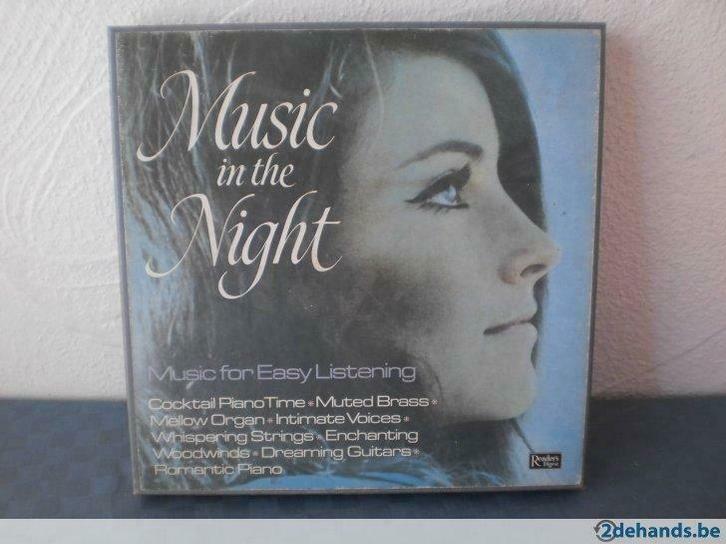 Music
in the
Night
Music for Easy Listening
Cocktail Piano Time * Muted Brass *
Mellow Organ * Intimate Voices *
Whispering Strings * Enchanting
Woodwinds * Dreaming Guitars *
Romantic Piano
Reader's
Digest
2dehands.be